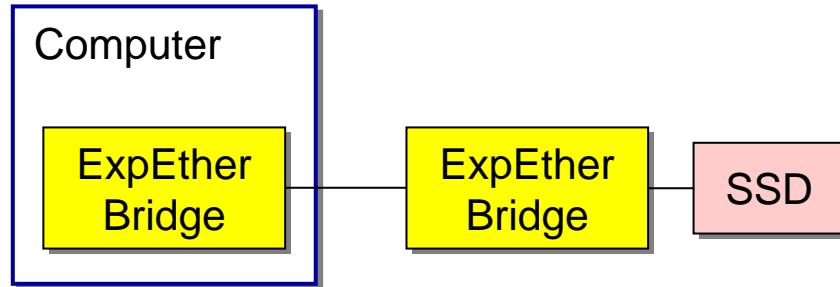 Computer
ExpEther
Bridge
ExpEther
Bridge
SSD